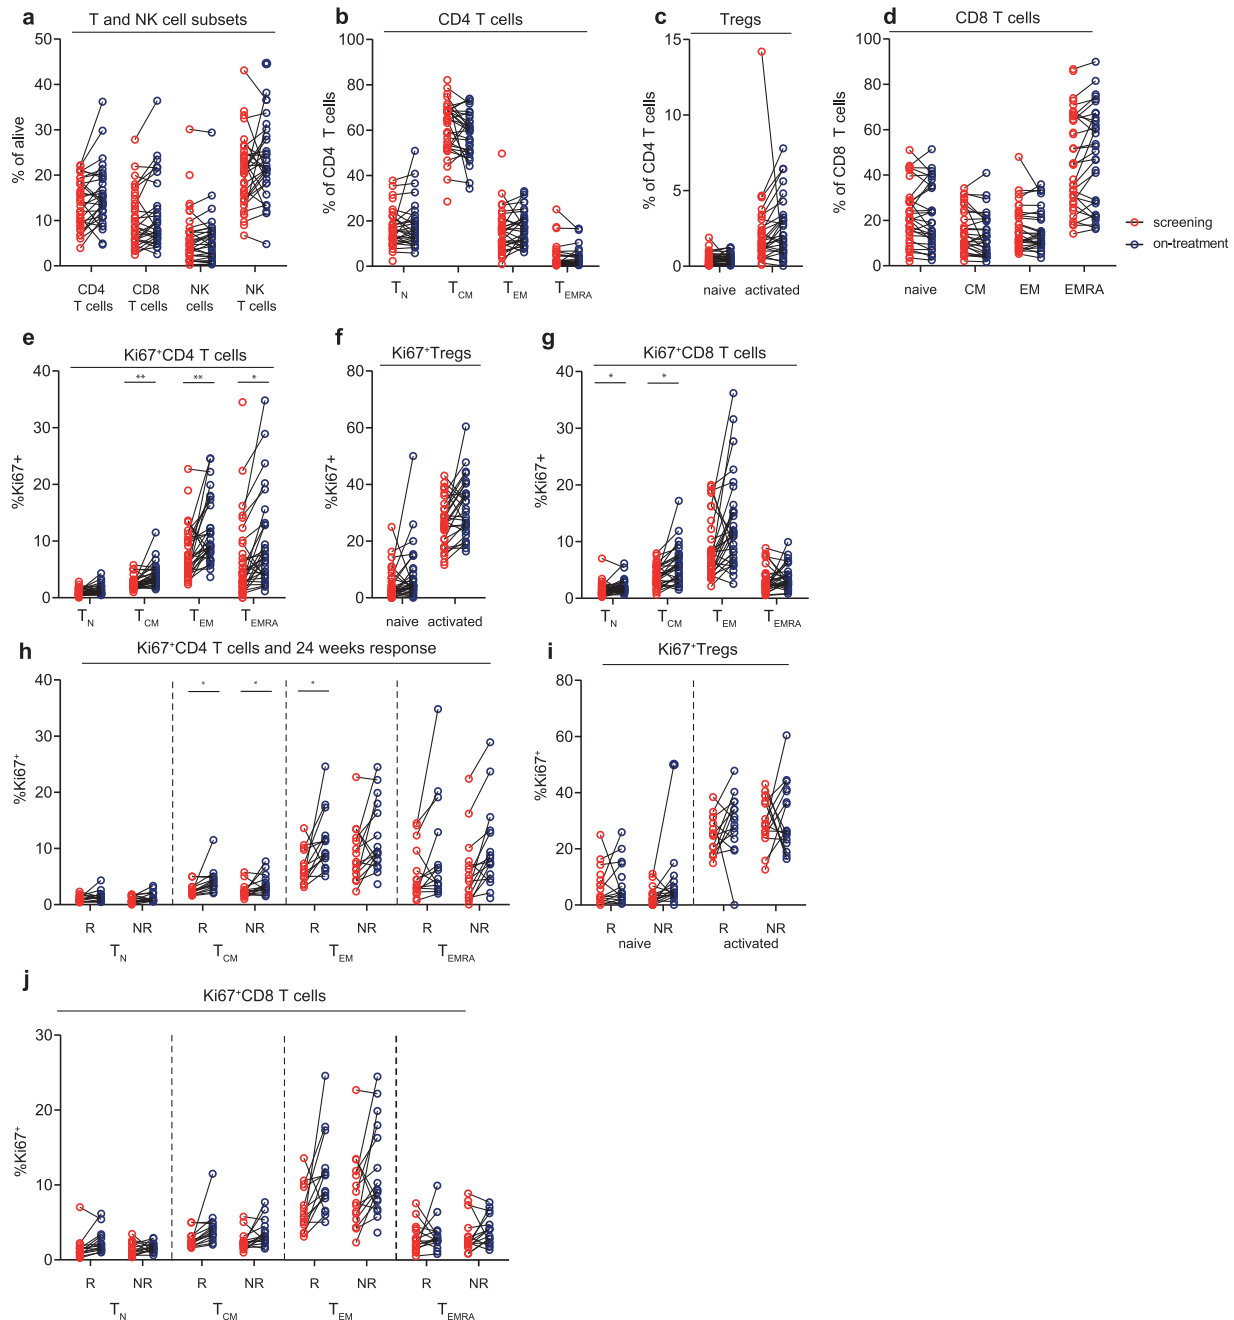 a
T and NK cell subsets
% of alive
50
40
30
20
10
0
CD4
T cells
CD8
T cells
NK
cells
NK
T cells
b
CD4 T cells
% of CD4 T cells
100
80
60
40
20
0
TN
TCM
TEM
TEMRA
c
Tregs
% of CD4 T cells
15
10
5
0
naive
activated
d
CD8 T cells
% of CD8 T cells
100
80
60
40
20
0
naive
CM
EM
EMRA
screening
on-treatment
e
Ki67+CD4 T cells
%Ki67+
40
30
20
10
0
**
**
*
TN
TCM
TEM
TEMRA
f
Ki67+Tregs
%Ki67+
80
60
40
20
0
naive
activated
g
Ki67+CD8 T cells
%Ki67+
40
30
20
10
0
*
*
TN
TCM
TEM
TEMRA
h
Ki67+CD4 T cells and 24 weeks response
%Ki67+
40
30
20
10
0
*
*
*
R NR R NR R NR R NR
TN
TCM
TEM
TEMRA
i
Ki67+Tregs
%Ki67+
80
60
40
20
0
R NR R NR
naive
activated
j
Ki67+CD8 T cells
%Ki67+
30
20
10
0
R NR R NR R NR R NR
TN
TCM
TEM
TEMRA